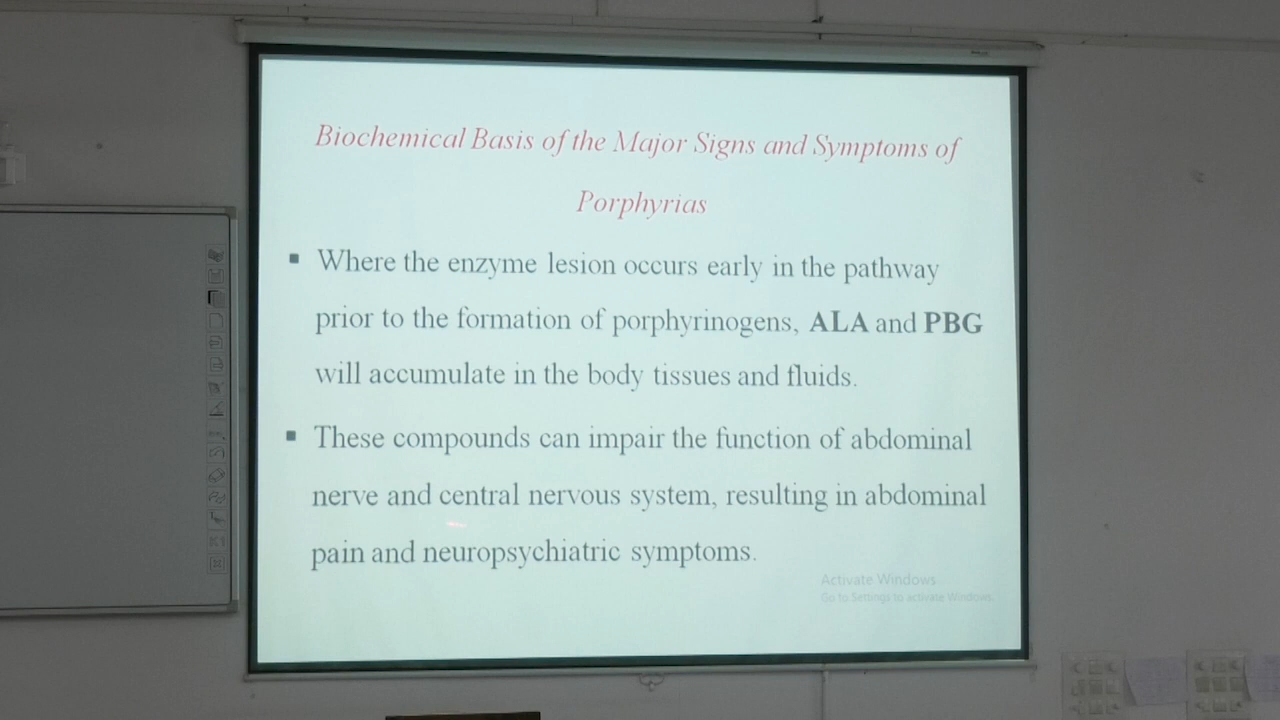 Biochemical Basis of the Major Signs and Symptoms of
Porphyrias
▪ Where the enzyme lesion occurs early in the pathway
prior to the formation of porphyrinogens, ALA and PBG
will accumulate in the body tissues and fluids.
▪ These compounds can impair the function of abdominal
nerve and central nervous system, resulting in abdominal
pain and neuropsychiatric symptoms.
Activate Windows
Go to Settings to activate Windows.